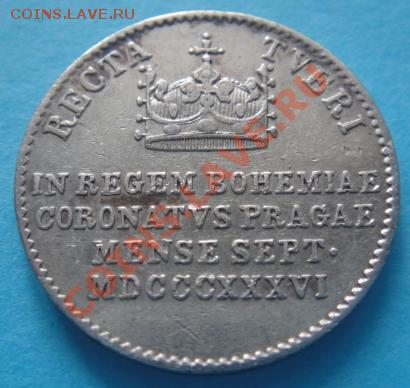 COINS.LAVE.RU
RECTA TVERI
IN REGEM BOHEMIAE
CORONATVS PRAGAE
MENSE SEPT·
MDCCCXXXVI
COINS.LAVE.RU